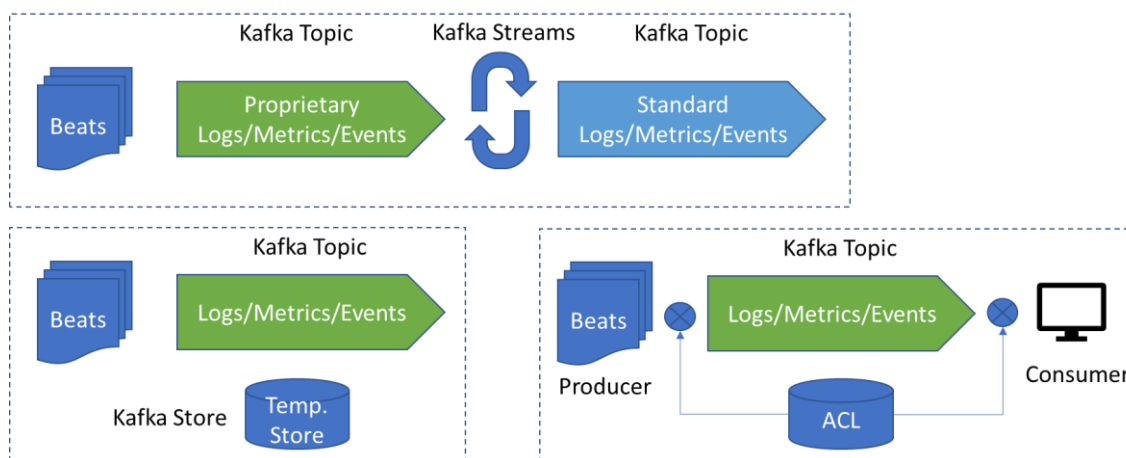 Kafka Topic
Kafka Streams
Kafka Topic
Beats
Proprietary
Logs/Metrics/Events
Standard
Logs/Metrics/Events
Kafka Topic
Beats
Logs/Metrics/Events
Kafka Store
Temp.
Store
Kafka Topic
Beats
Logs/Metrics/Events
Producer
Consumer
ACL